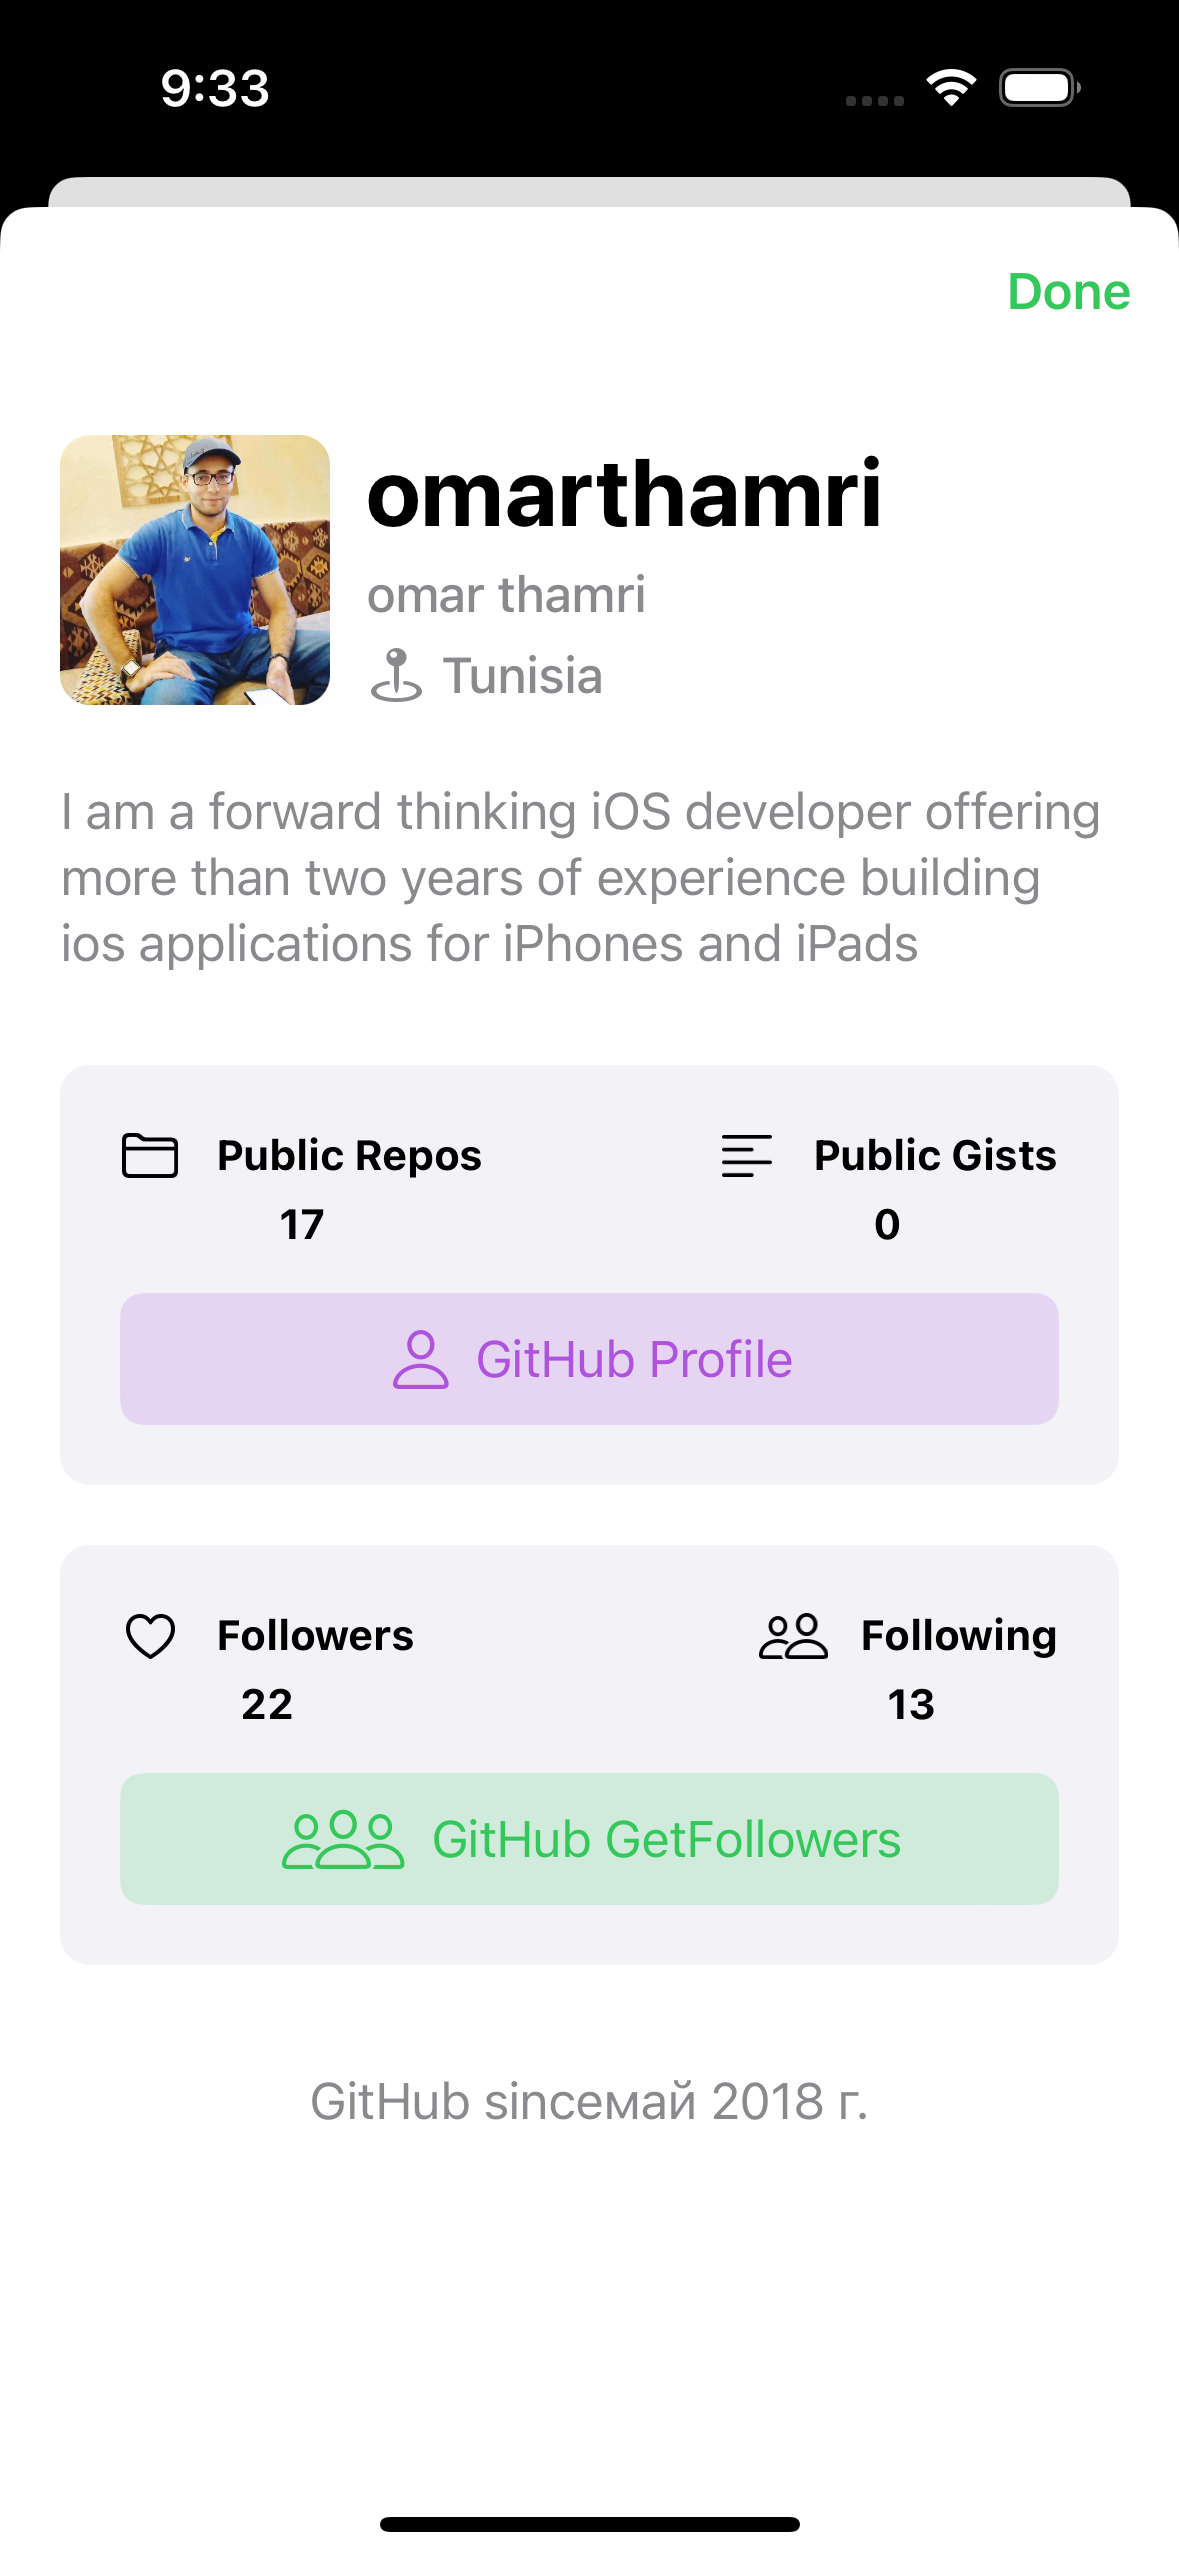 9:33
Done
omarthamri
omar thamri
Tunisia
I am a forward thinking iOS developer offering
more than two years of experience building
ios applications for iPhones and iPads
Public Repos
17
Public Gists
0
GitHub Profile
Followers
22
Following
13
GitHub GetFollowers
GitHub sinceмай 2018 г.